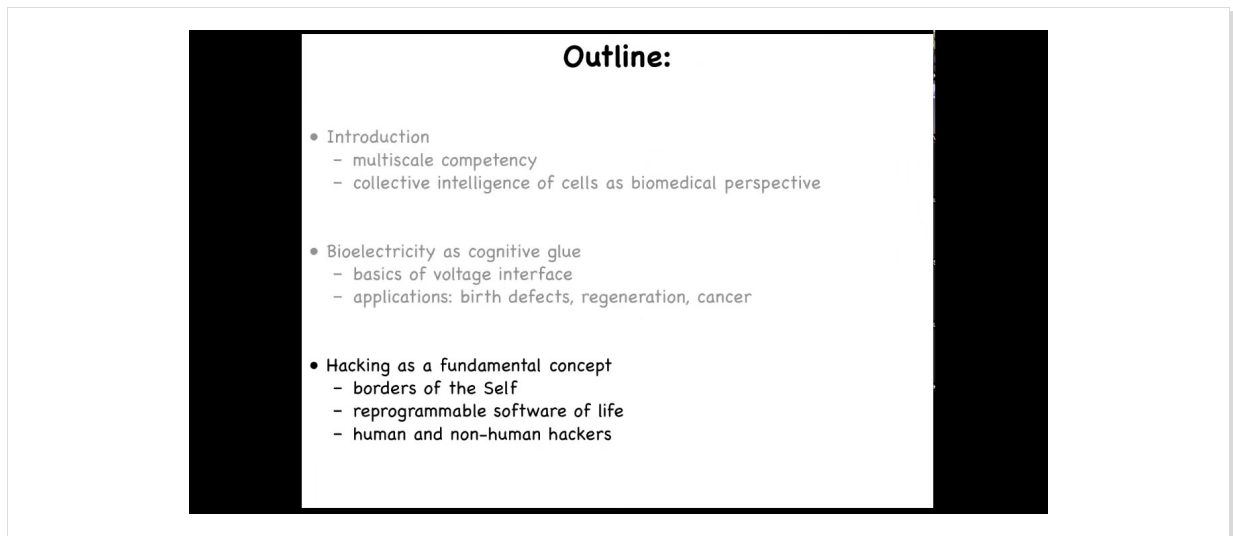 Outline:
• Introduction
– multiscale competency
– collective intelligence of cells as biomedical perspective
• Bioelectricity as cognitive glue
– basics of voltage interface
– applications: birth defects, regeneration, cancer
• Hacking as a fundamental concept
– borders of the Self
– reprogrammable software of life
– human and non-human hackers